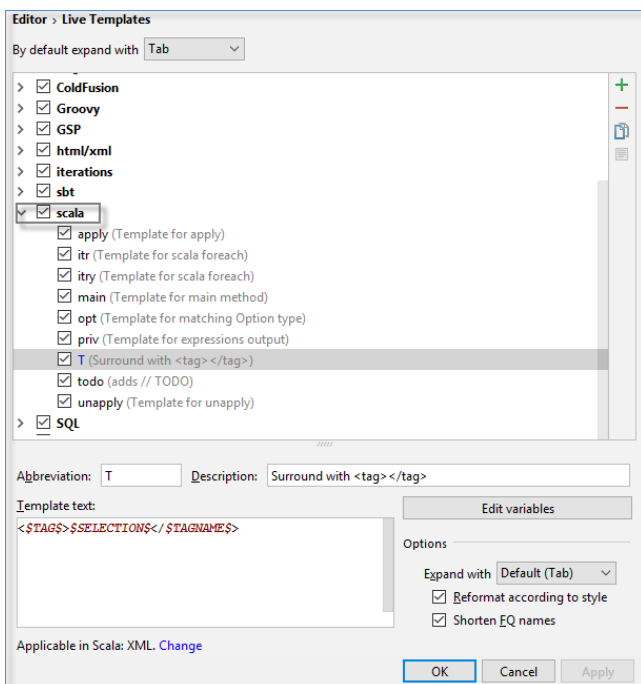 Editor › Live Templates
By default expand with Tab
ColdFusion
Groovy
GSP
html/xml
iterations
sbt
scala
apply (Template for apply)
itr (Template for scala foreach)
itry (Template for scala foreach)
main (Template for main method)
opt (Template for matching Option type)
priv (Template for expressions output)
T (Surround with <tag></tag>)
todo (adds // TODO)
unapply (Template for unapply)
SQL
Abbreviation: T Description: Surround with <tag></tag>
Template text:
Edit variables
<$TAG$>$SELECTION$</$TAGNAME$>
Options
Expand with Default (Tab)
Reformat according to style
Shorten FQ names
Applicable in Scala: XML. Change
OK Cancel Apply